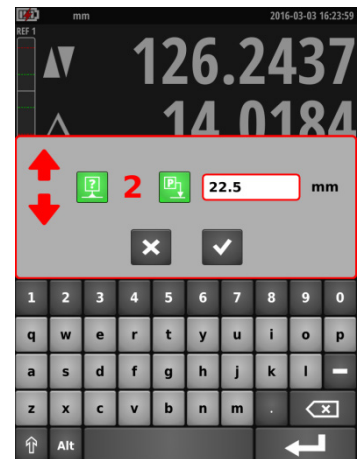 mm 2016-03-03 16:23:59
REF 1
126.2437
14.0184
? 2 P 22.5 mm
1 2 3 4 5 6 7 8 9 0
q w e r t y u i o p
a s d f g h j k l -
z x c v b n m .
Alt